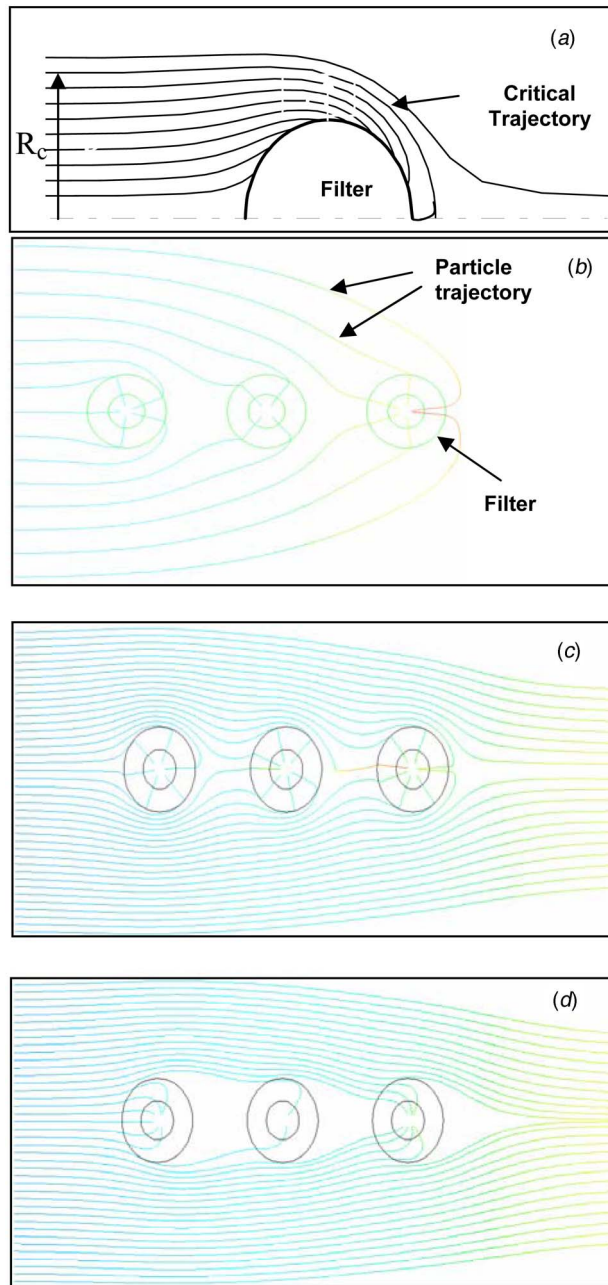 (a)
Critical
Trajectory
Rc
Filter
(b)
Particle
trajectory
Filter
(c)
(d)